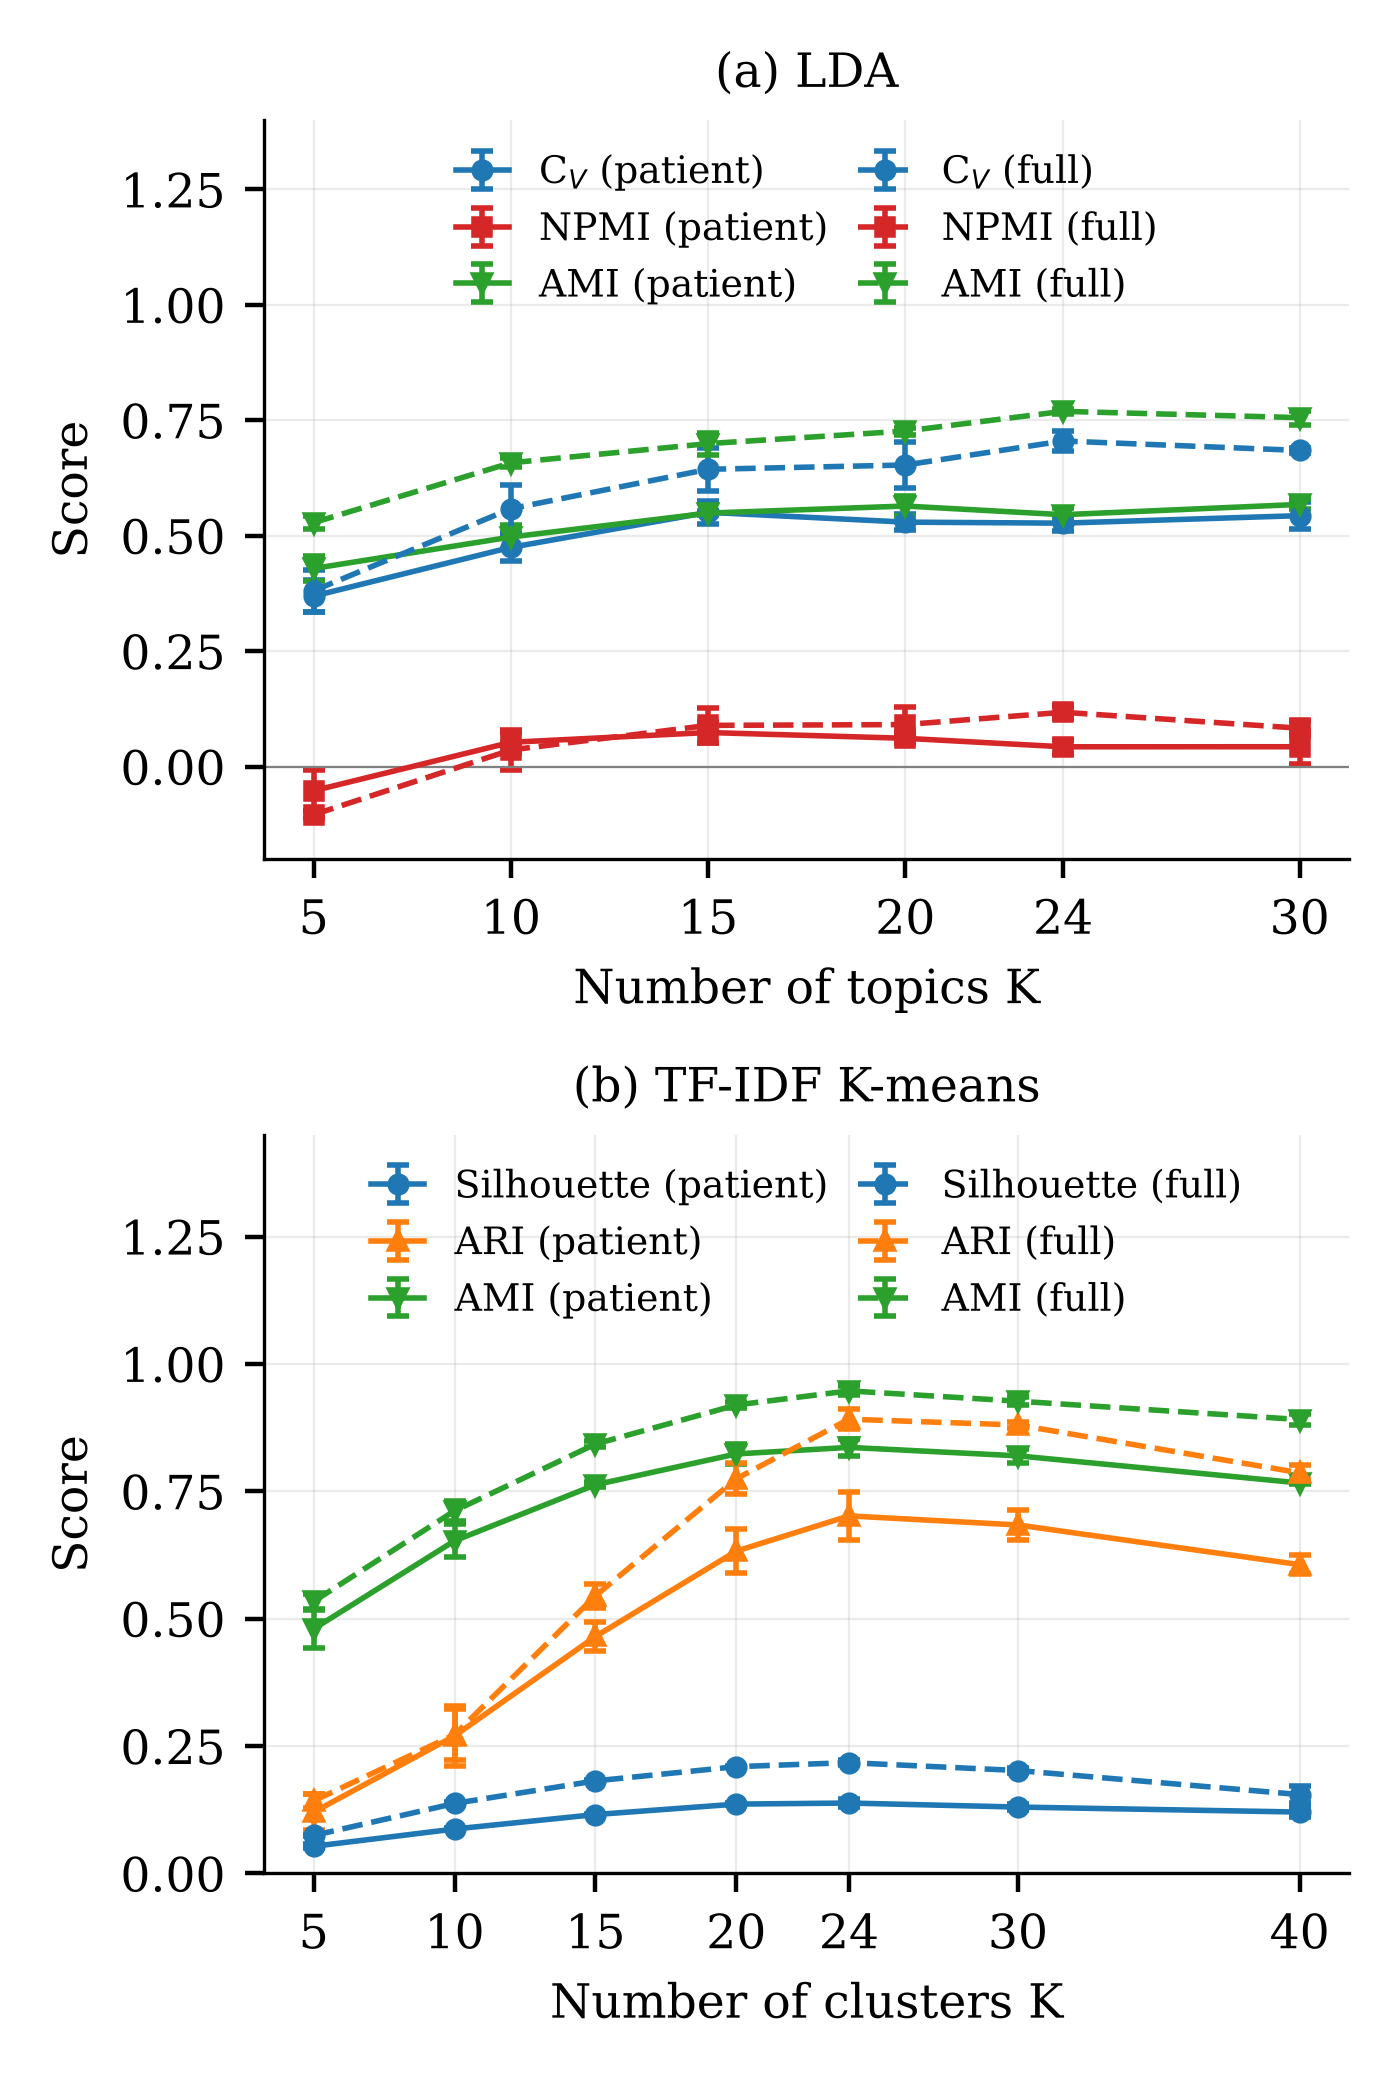 (a) LDA
C_V (patient)
C_V (full)
NPMI (patient)
NPMI (full)
AMI (patient)
AMI (full)
1.25
1.00
0.75
0.50
0.25
0.00
Score
5 10 15 20 24 30
Number of topics K
(b) TF-IDF K-means
Silhouette (patient)
Silhouette (full)
ARI (patient)
ARI (full)
AMI (patient)
AMI (full)
1.25
1.00
0.75
0.50
0.25
0.00
Score
5 10 15 20 24 30 40
Number of clusters K